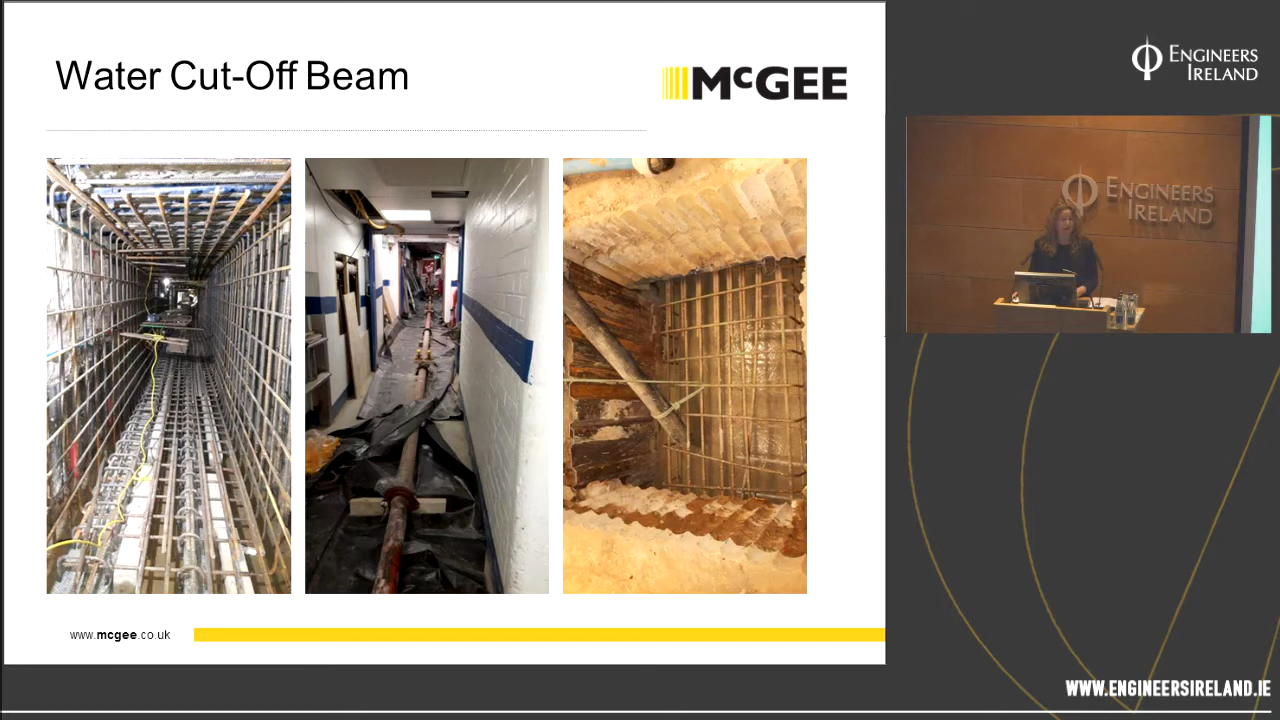 Water Cut-Off Beam
McGEE
www.mcgee.co.uk
ENGINEERS
IRELAND
ENGINEERS
IRELAND
WWW.ENGINEERSIRELAND.IE